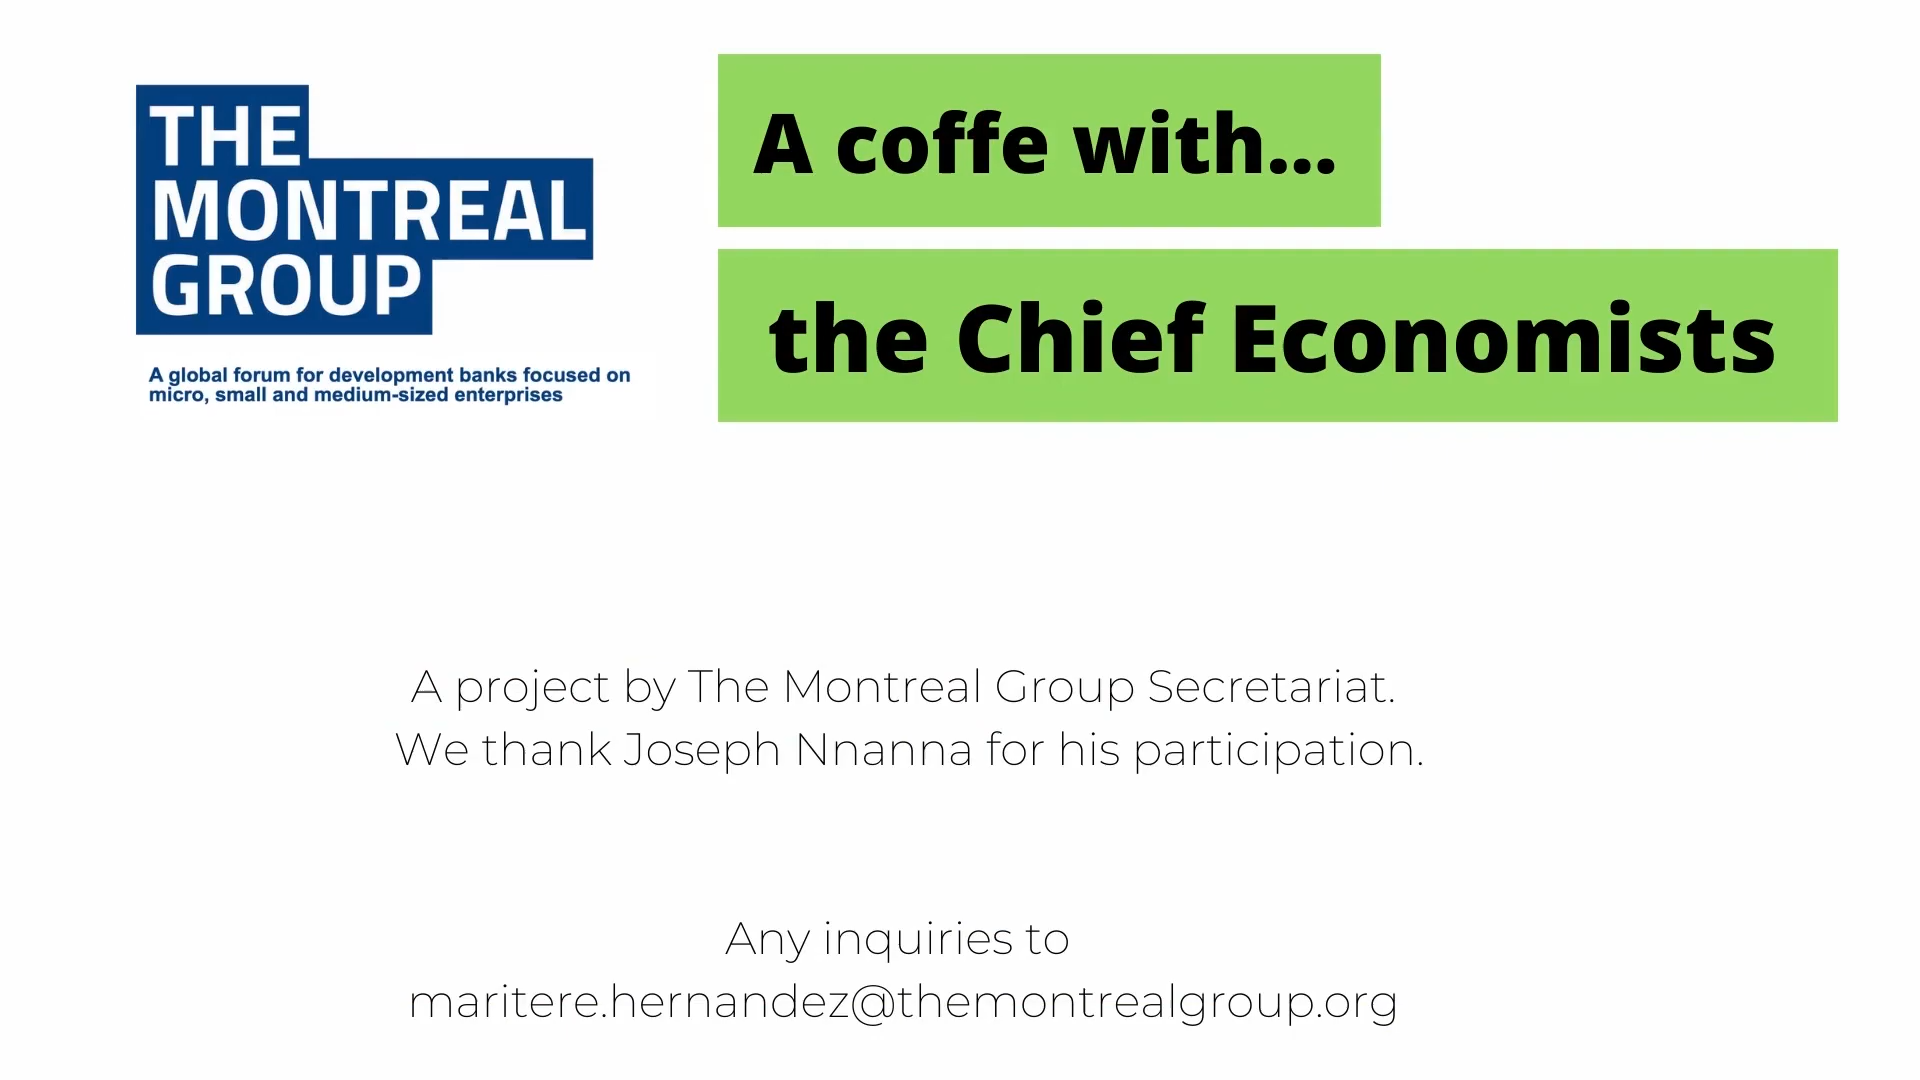 THE
MONTREAL
GROUP
A global forum for development banks focused on
micro, small and medium-sized enterprises
A coffe with...
the Chief Economists
A project by The Montreal Group Secretariat.
We thank Joseph Nnanna for his participation.
Any inquiries to
maritere.hernandez@themontrealgroup.org